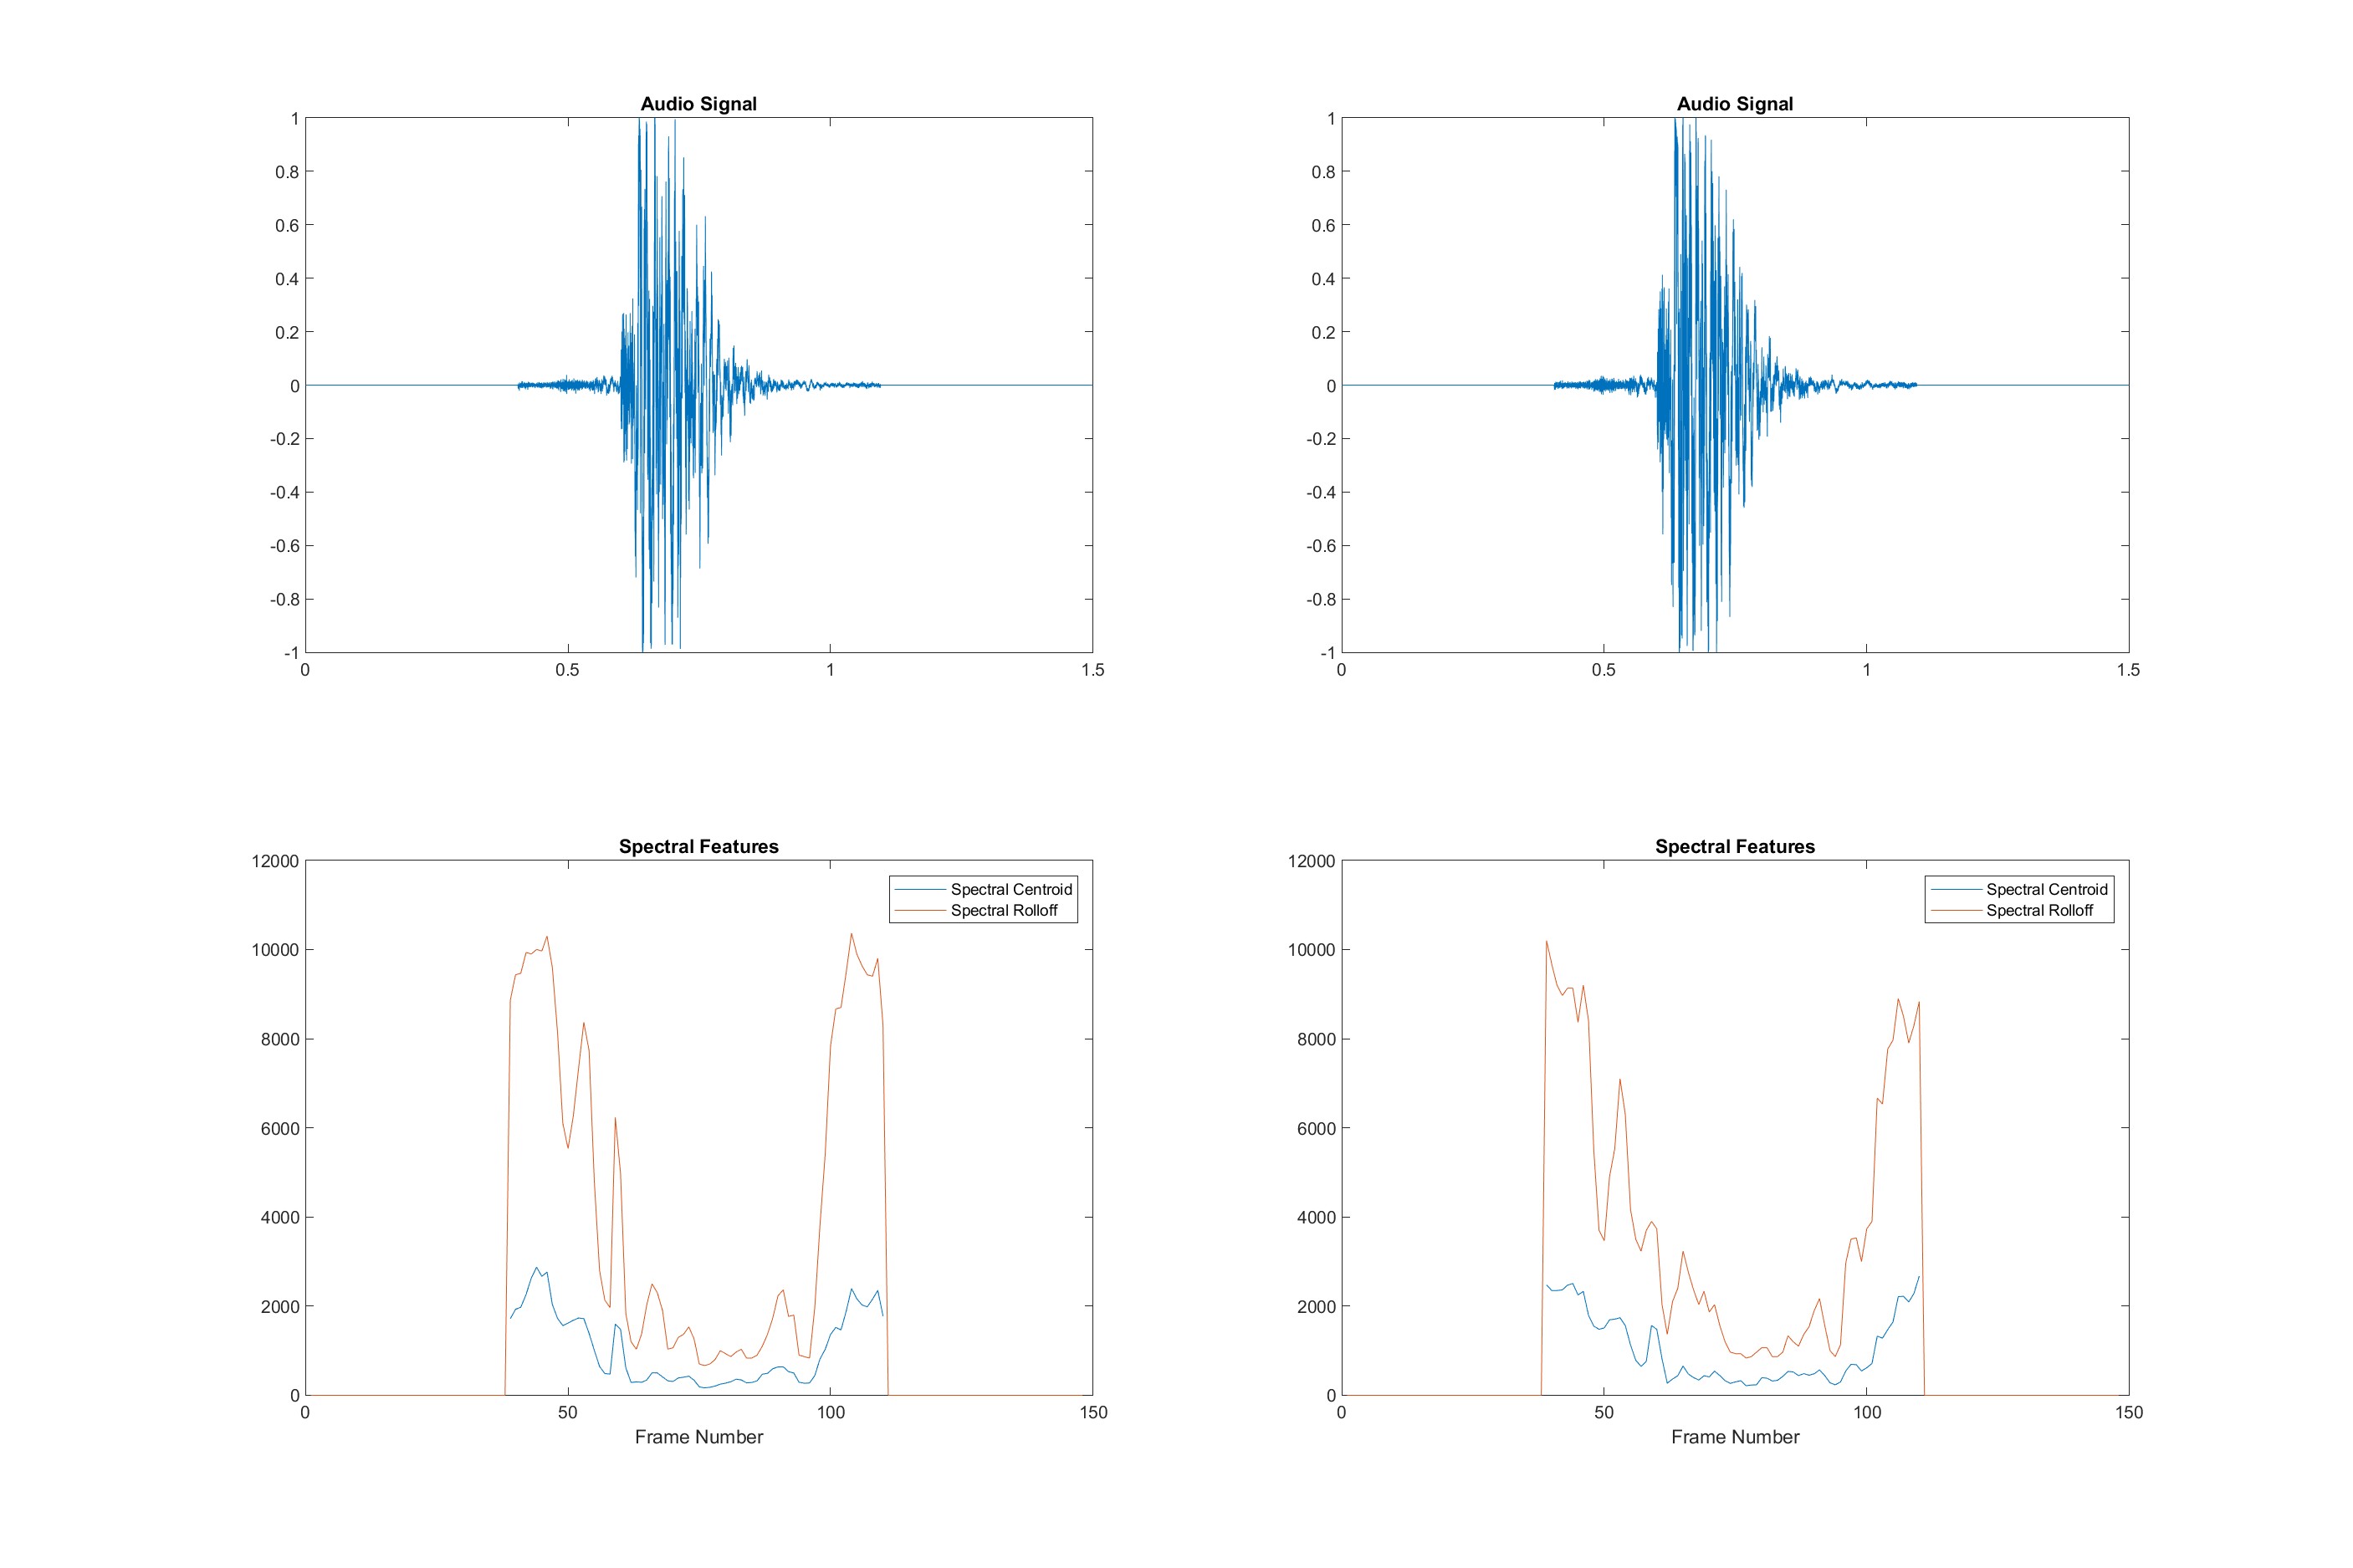 Audio Signal
1
0.8
0.6
0.4
0.2
0
-0.2
-0.4
-0.6
-0.8
-1
0 0.5 1 1.5
Audio Signal
1
0.8
0.6
0.4
0.2
0
-0.2
-0.4
-0.6
-0.8
-1
0 0.5 1 1.5
Spectral Features
12000
10000
8000
6000
4000
2000
0
Spectral Centroid
Spectral Rolloff
0 50 100 150
Frame Number
Spectral Features
12000
10000
8000
6000
4000
2000
0
Spectral Centroid
Spectral Rolloff
0 50 100 150
Frame Number